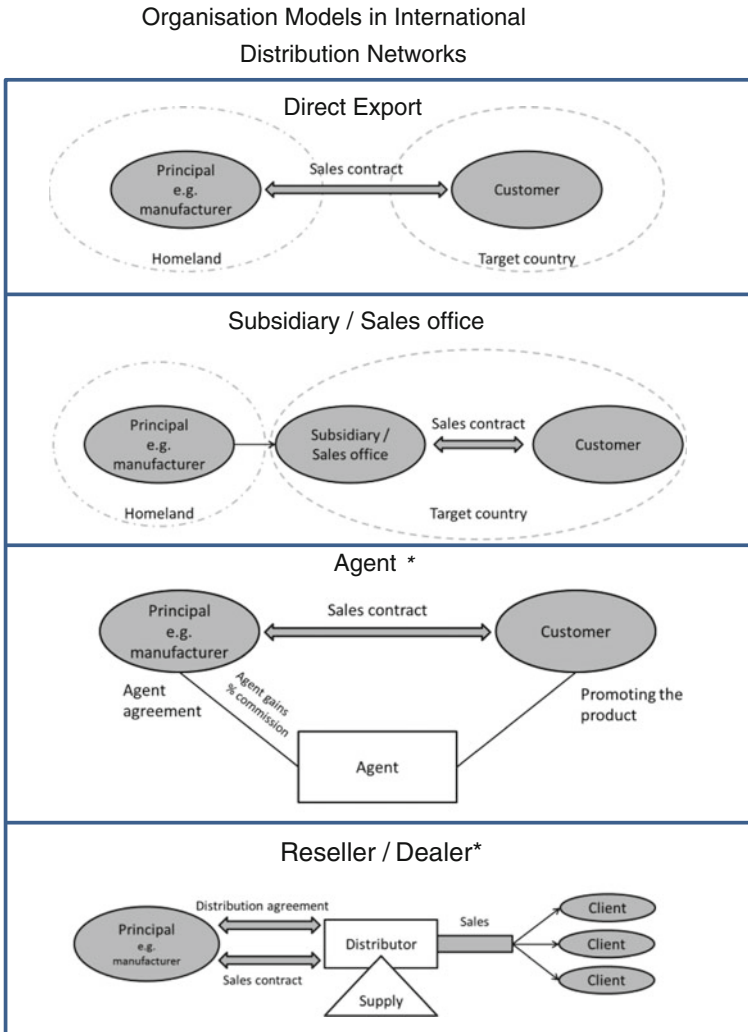 Organisation Models in International
Distribution Networks
Direct Export
Principal
e.g.
manufacturer
Sales contract
Customer
Homeland
Target country
Subsidiary / Sales office
Principal
e.g.
manufacturer
Subsidiary /
Sales office
Sales contract
Customer
Homeland
Target country
Agent *
Principal
e.g.
manufacturer
Sales contract
Customer
Agent
agreement
Agent gains
% commission
Promoting the
product
Agent
Reseller / Dealer*
Principal
e.g.
manufacturer
Distribution agreement
Sales contract
Distributor
Supply
Sales
Client
Client
Client